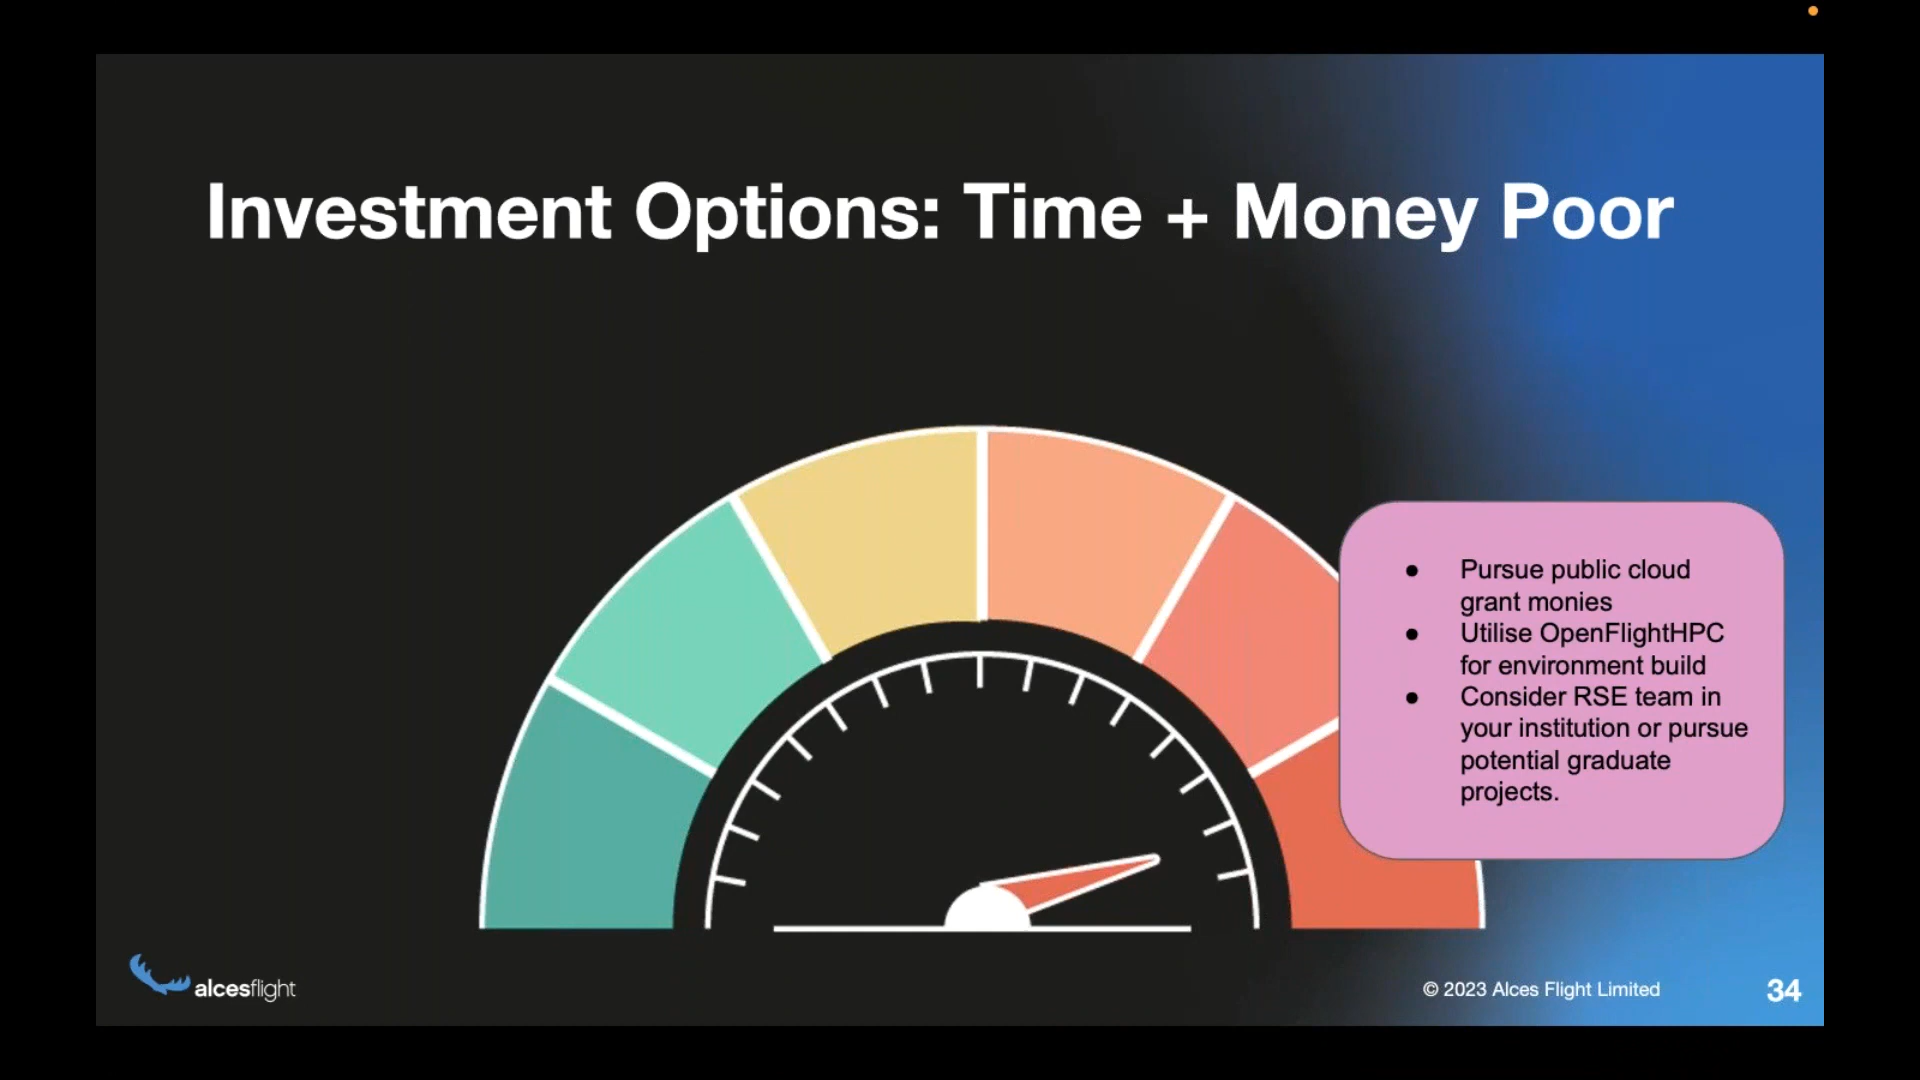 Investment Options: Time + Money Poor
● Pursue public cloud
grant monies
● Utilise OpenFlightHPC
for environment build
● Consider RSE team in
your institution or pursue
potential graduate
projects.
alcesflight
© 2023 Alces Flight Limited
34